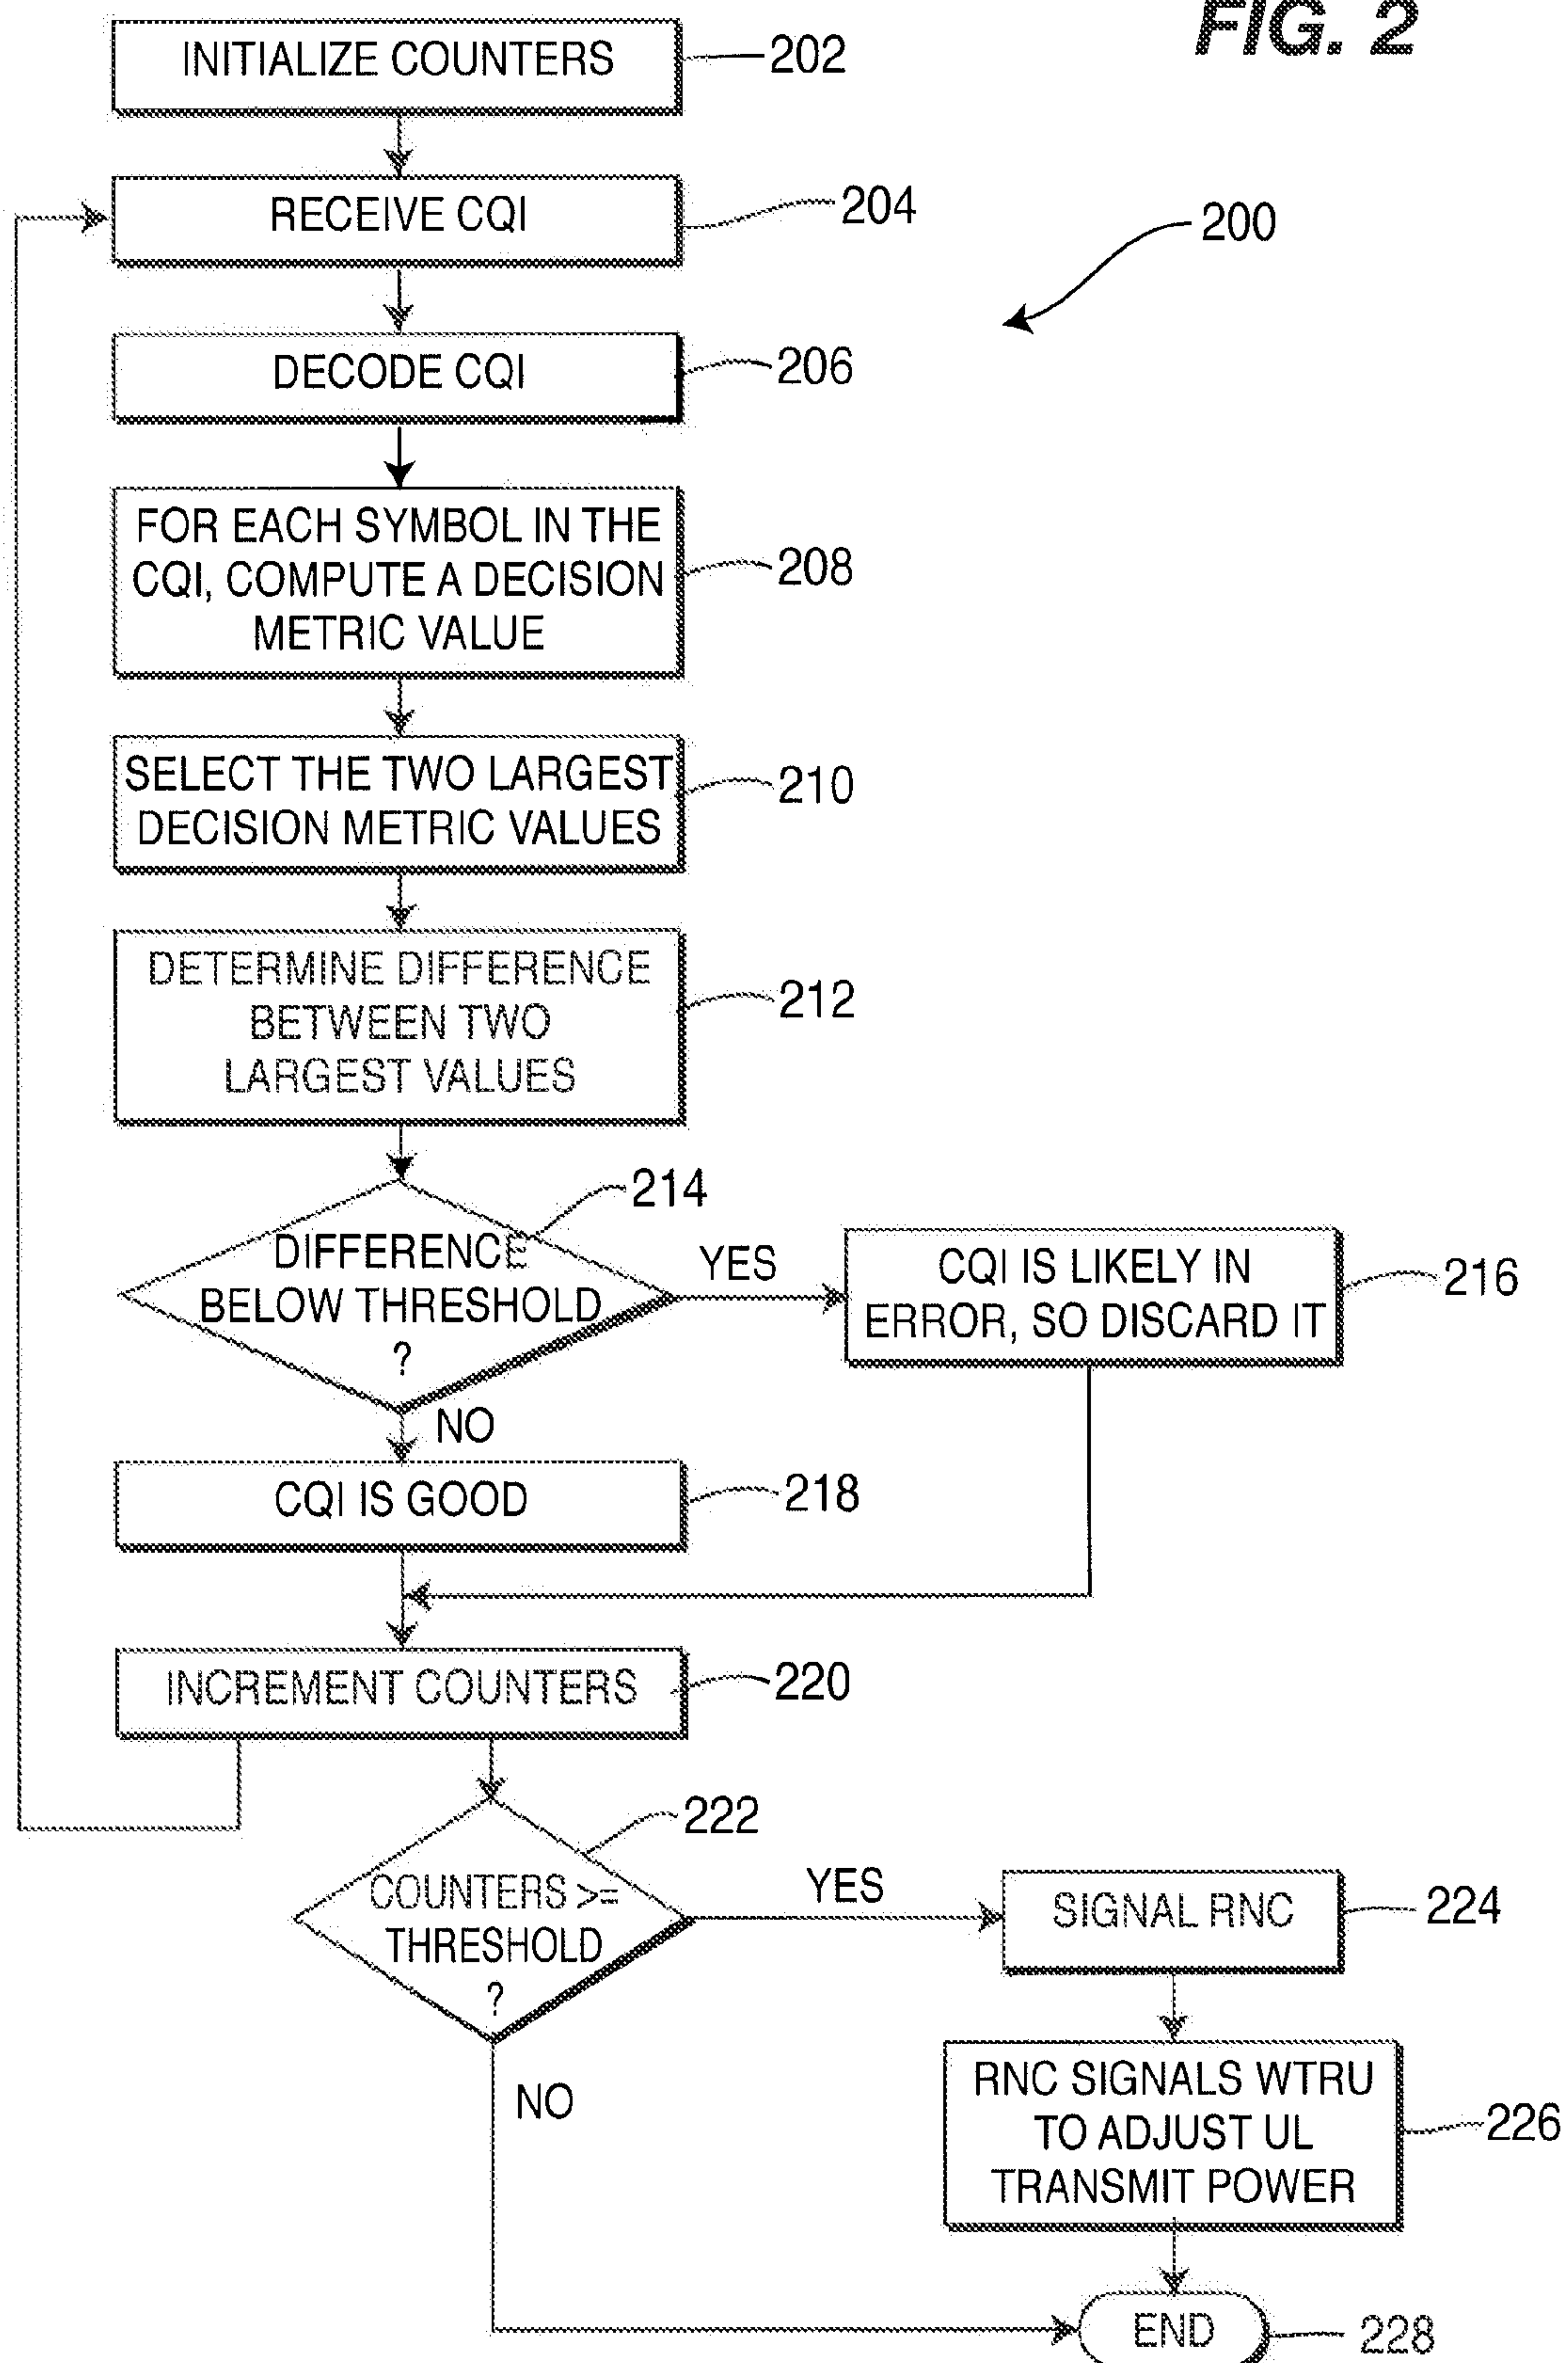 FIG. 2
INITIALIZE COUNTERS
202
RECEIVE CQI
204
200
DECODE CQI
206
FOR EACH SYMBOL IN THE
CQI, COMPUTE A DECISION
METRIC VALUE
208
SELECT THE TWO LARGEST
DECISION METRIC VALUES
210
DETERMINE DIFFERENCE
BETWEEN TWO
LARGEST VALUES
212
214
DIFFERENCE
BELOW THRESHOLD
?
YES
CQI IS LIKELY IN
ERROR, SO DISCARD IT
216
NO
CQI IS GOOD
218
INCREMENT COUNTERS
220
222
COUNTERS >=
THRESHOLD
?
YES
SIGNAL RNC
224
NO
RNC SIGNALS WTRU
TO ADJUST UL
TRANSMIT POWER
226
END
228